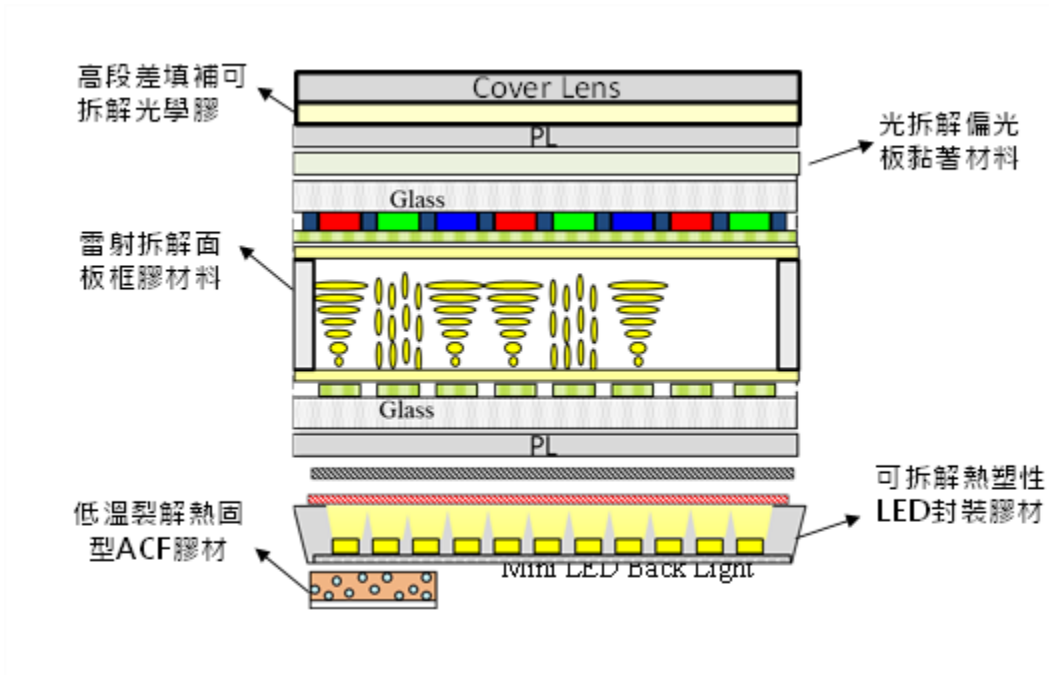 高段差填補可
拆解光學膠
Cover Lens
PL
光拆解偏光
板黏著材料
Glass
雷射拆解面
板框膠材料
Glass
PL
可拆解熱塑性
LED封裝膠材
低溫裂解熱固
型ACF膠材
Mini LED Back Light